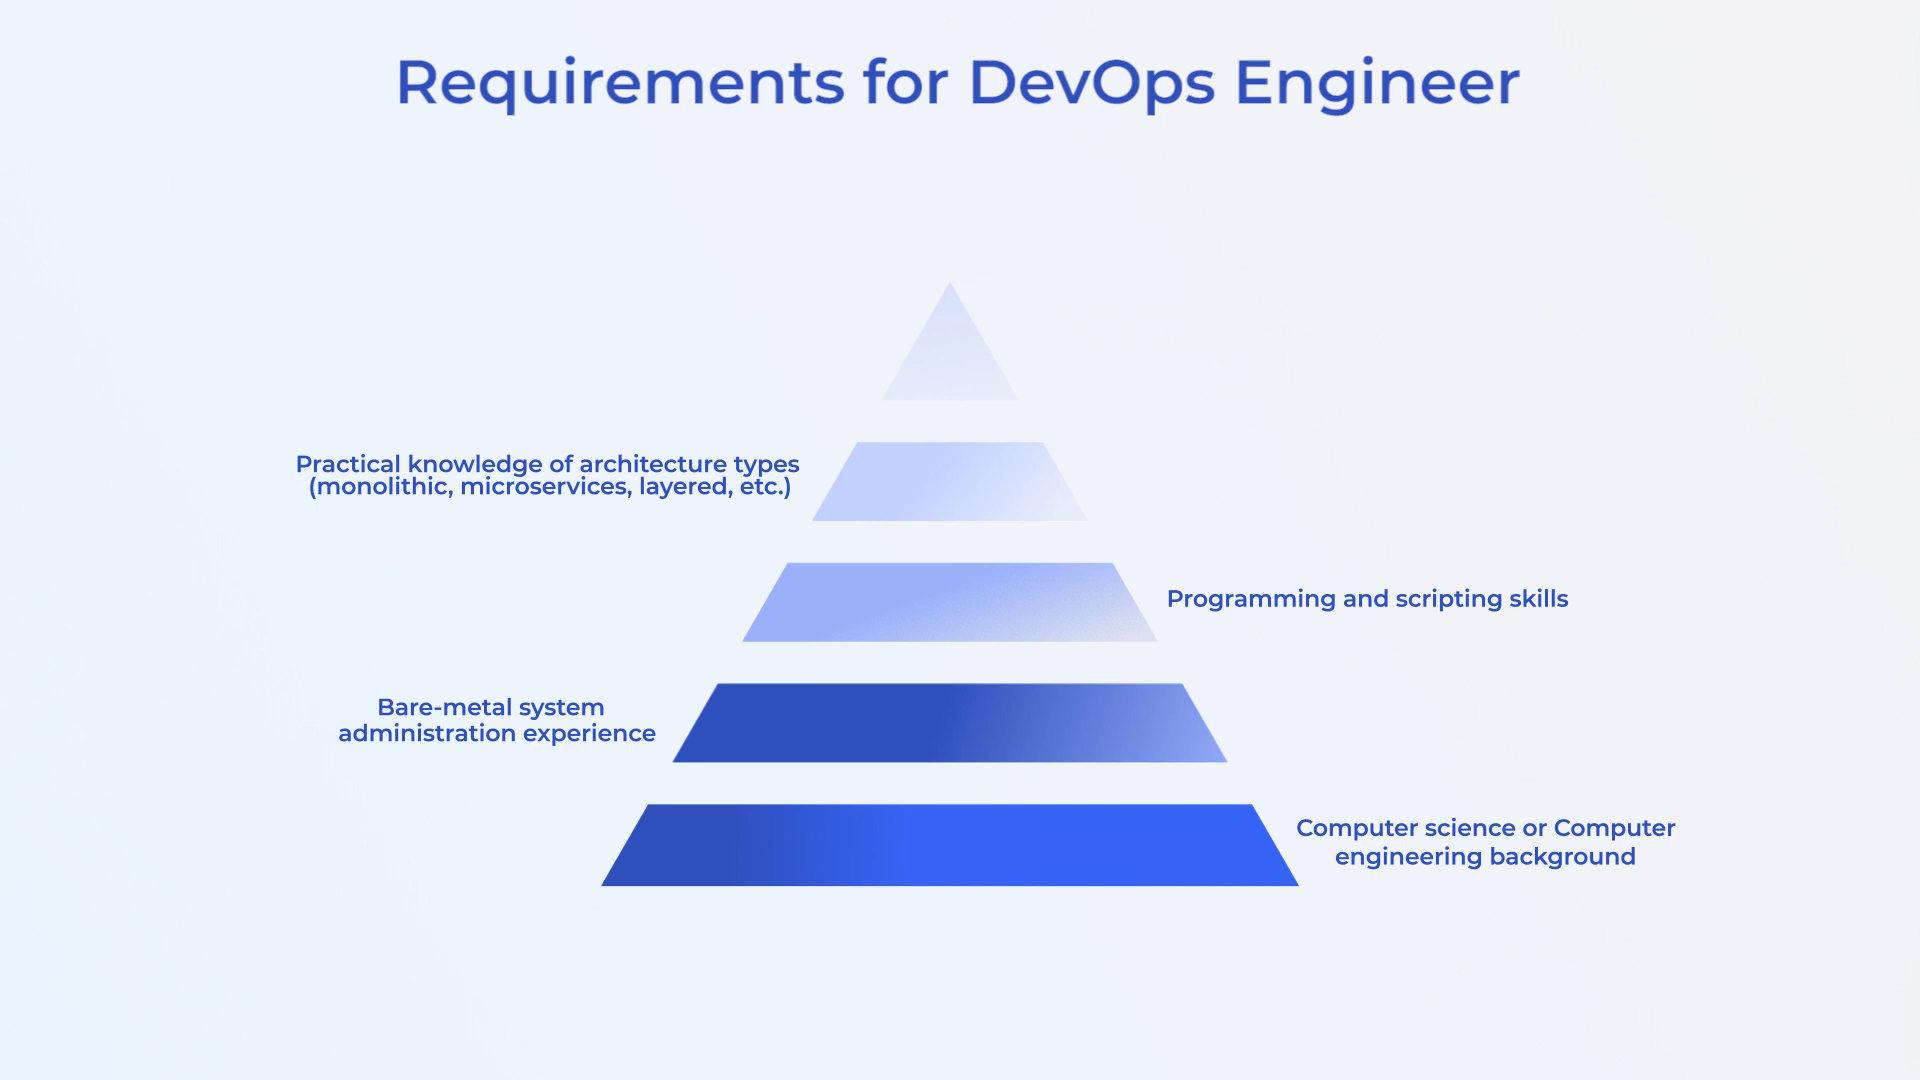 Requirements for DevOps Engineer
Practical knowledge of architecture types
(monolithic, microservices, layered, etc.)
Programming and scripting skills
Bare-metal system
administration experience
Computer science or Computer
engineering background